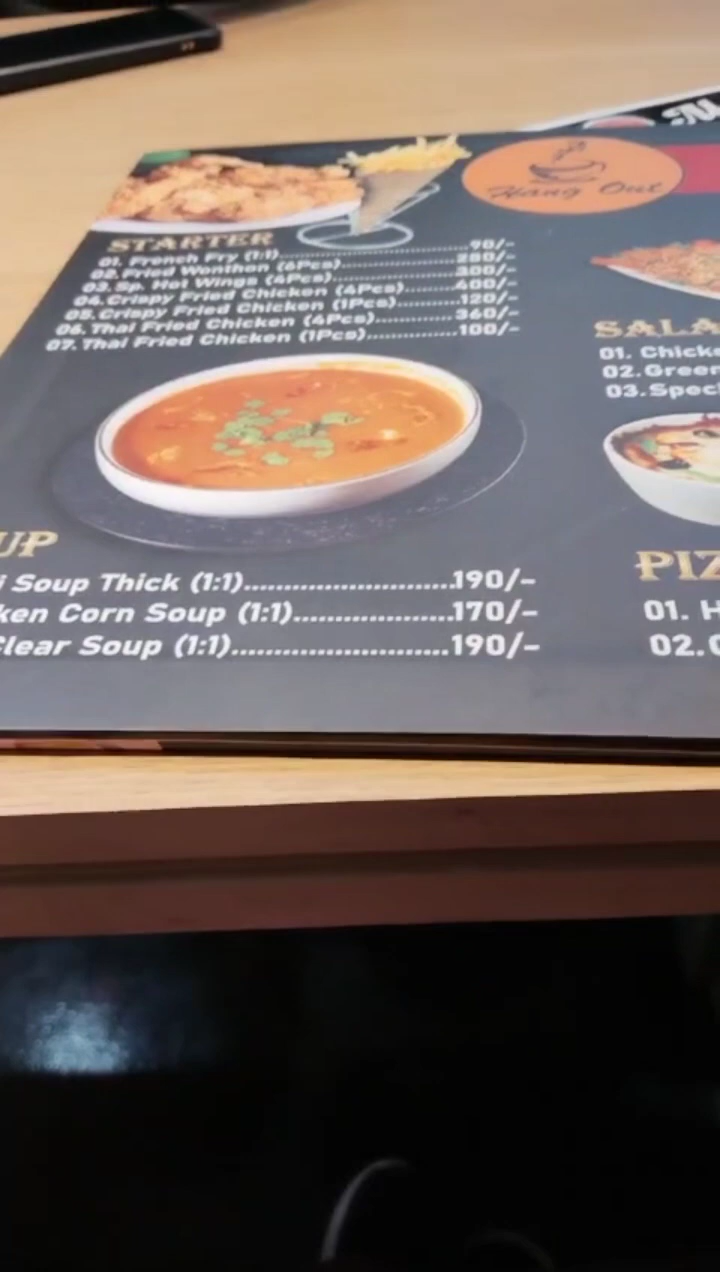 Hang Out
STARTER
01. French Fry (1:1)..........90/-
02. Fried Wonthon (6Pcs)..........280/-
03. Sp. Hot Wings (4Pcs)..........300/-
04. Crispy Fried Chicken (4Pcs)..........400/-
05. Crispy Fried Chicken (1Pcs)..........120/-
06. Thai Fried Chicken (4Pcs)..........360/-
07. Thai Fried Chicken (1Pcs)..........100/-
UP
i Soup Thick (1:1)..........190/-
ken Corn Soup (1:1)..........170/-
Clear Soup (1:1)..........190/-
SALA
01. Chicke
02. Green
03. Spec
PIZ
01. H
02. C